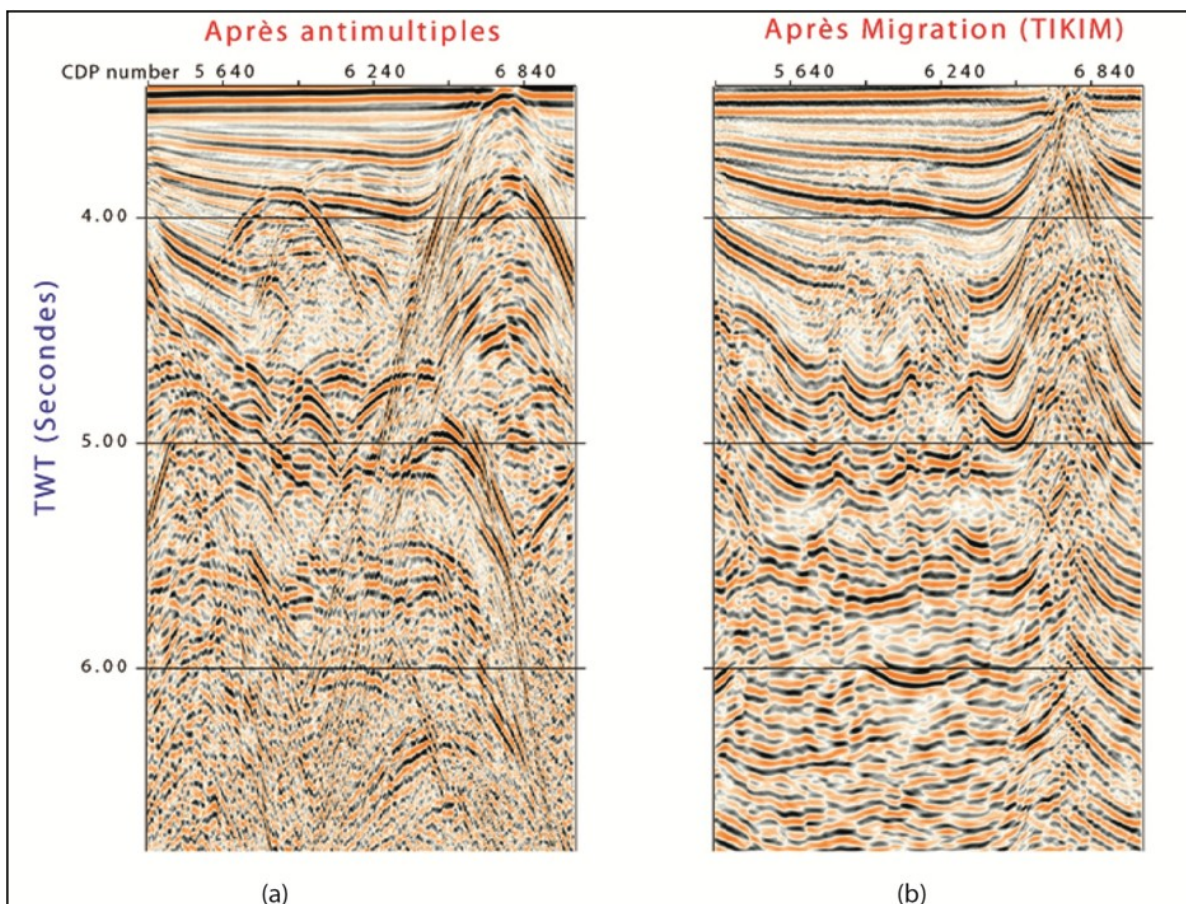 Après antimultiples
Après Migration (TIKIM)
CDP number 5 640 6 240 6 840
5 640 6 240 6 840
4.00
5.00
6.00
TWT (Secondes)
(a)
(b)